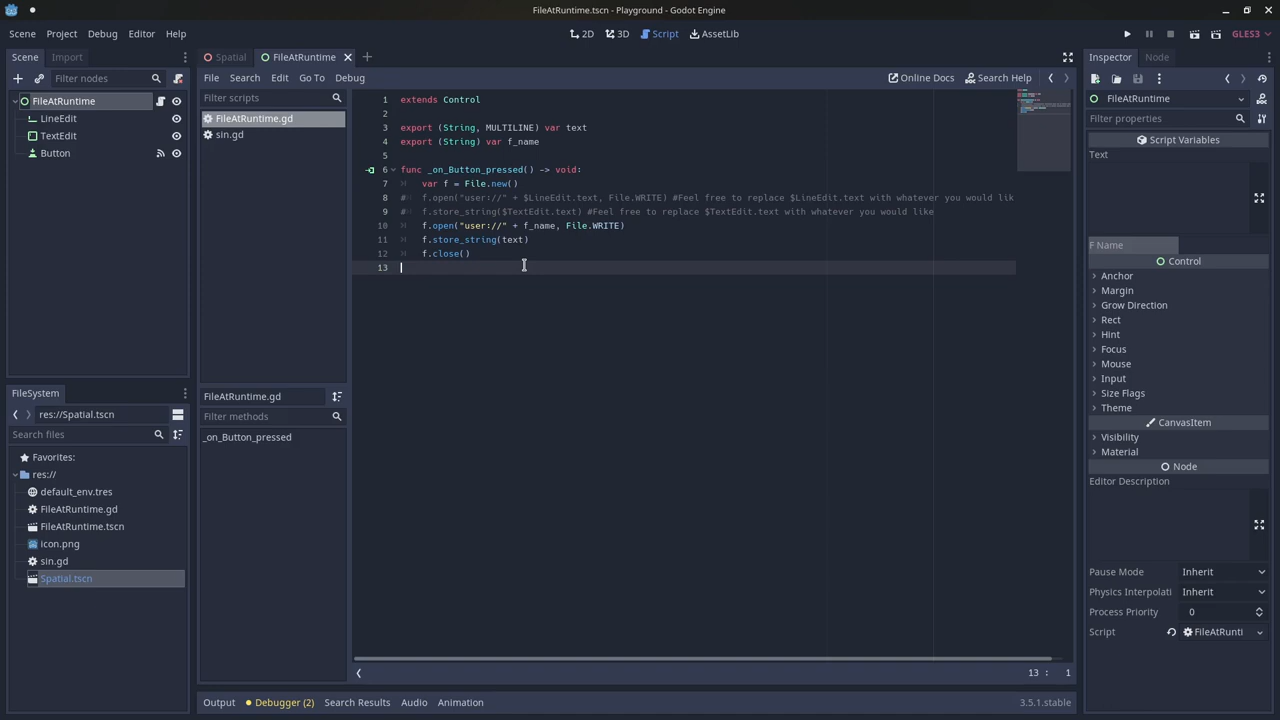 FileAtRuntime.tscn - Playground - Godot Engine
Scene Project Debug Editor Help
2D 3D Script AssetLib
GLES3
Scene Import
Filter nodes
FileAtRuntime
LineEdit
TextEdit
Button
FileSystem
res://Spatial.tscn
Search files
Favorites:
res://
default_env.tres
FileAtRuntime.gd
FileAtRuntime.tscn
icon.png
sin.gd
Spatial.tscn
Spatial FileAtRuntime
File Search Edit Go To Debug
Online Docs Search Help
Filter scripts
FileAtRuntime.gd
sin.gd
FileAtRuntime.gd
Filter methods
_on_Button_pressed
1 extends Control
2
3 export (String, MULTILINE) var text
4 export (String) var f_name
5
6 func _on_Button_pressed() -> void:
7 var f = File.new()
8 # f.open("user://" + $LineEdit.text, File.WRITE) #Feel free to replace $LineEdit.text with whatever you would lik
9 # f.store_string($TextEdit.text) #Feel free to replace $TextEdit.text with whatever you would like
10 f.open("user://" + f_name, File.WRITE)
11 f.store_string(text)
12 f.close()
13
13 : 1
Output Debugger (2) Search Results Audio Animation
3.5.1.stable
Inspector Node
FileAtRuntime
Filter properties
Script Variables
Text
F Name
Control
Anchor
Margin
Grow Direction
Rect
Hint
Focus
Mouse
Input
Size Flags
Theme
CanvasItem
Visibility
Material
Node
Editor Description
Pause Mode Inherit
Physics Interpolati Inherit
Process Priority 0
Script FileAtRunti